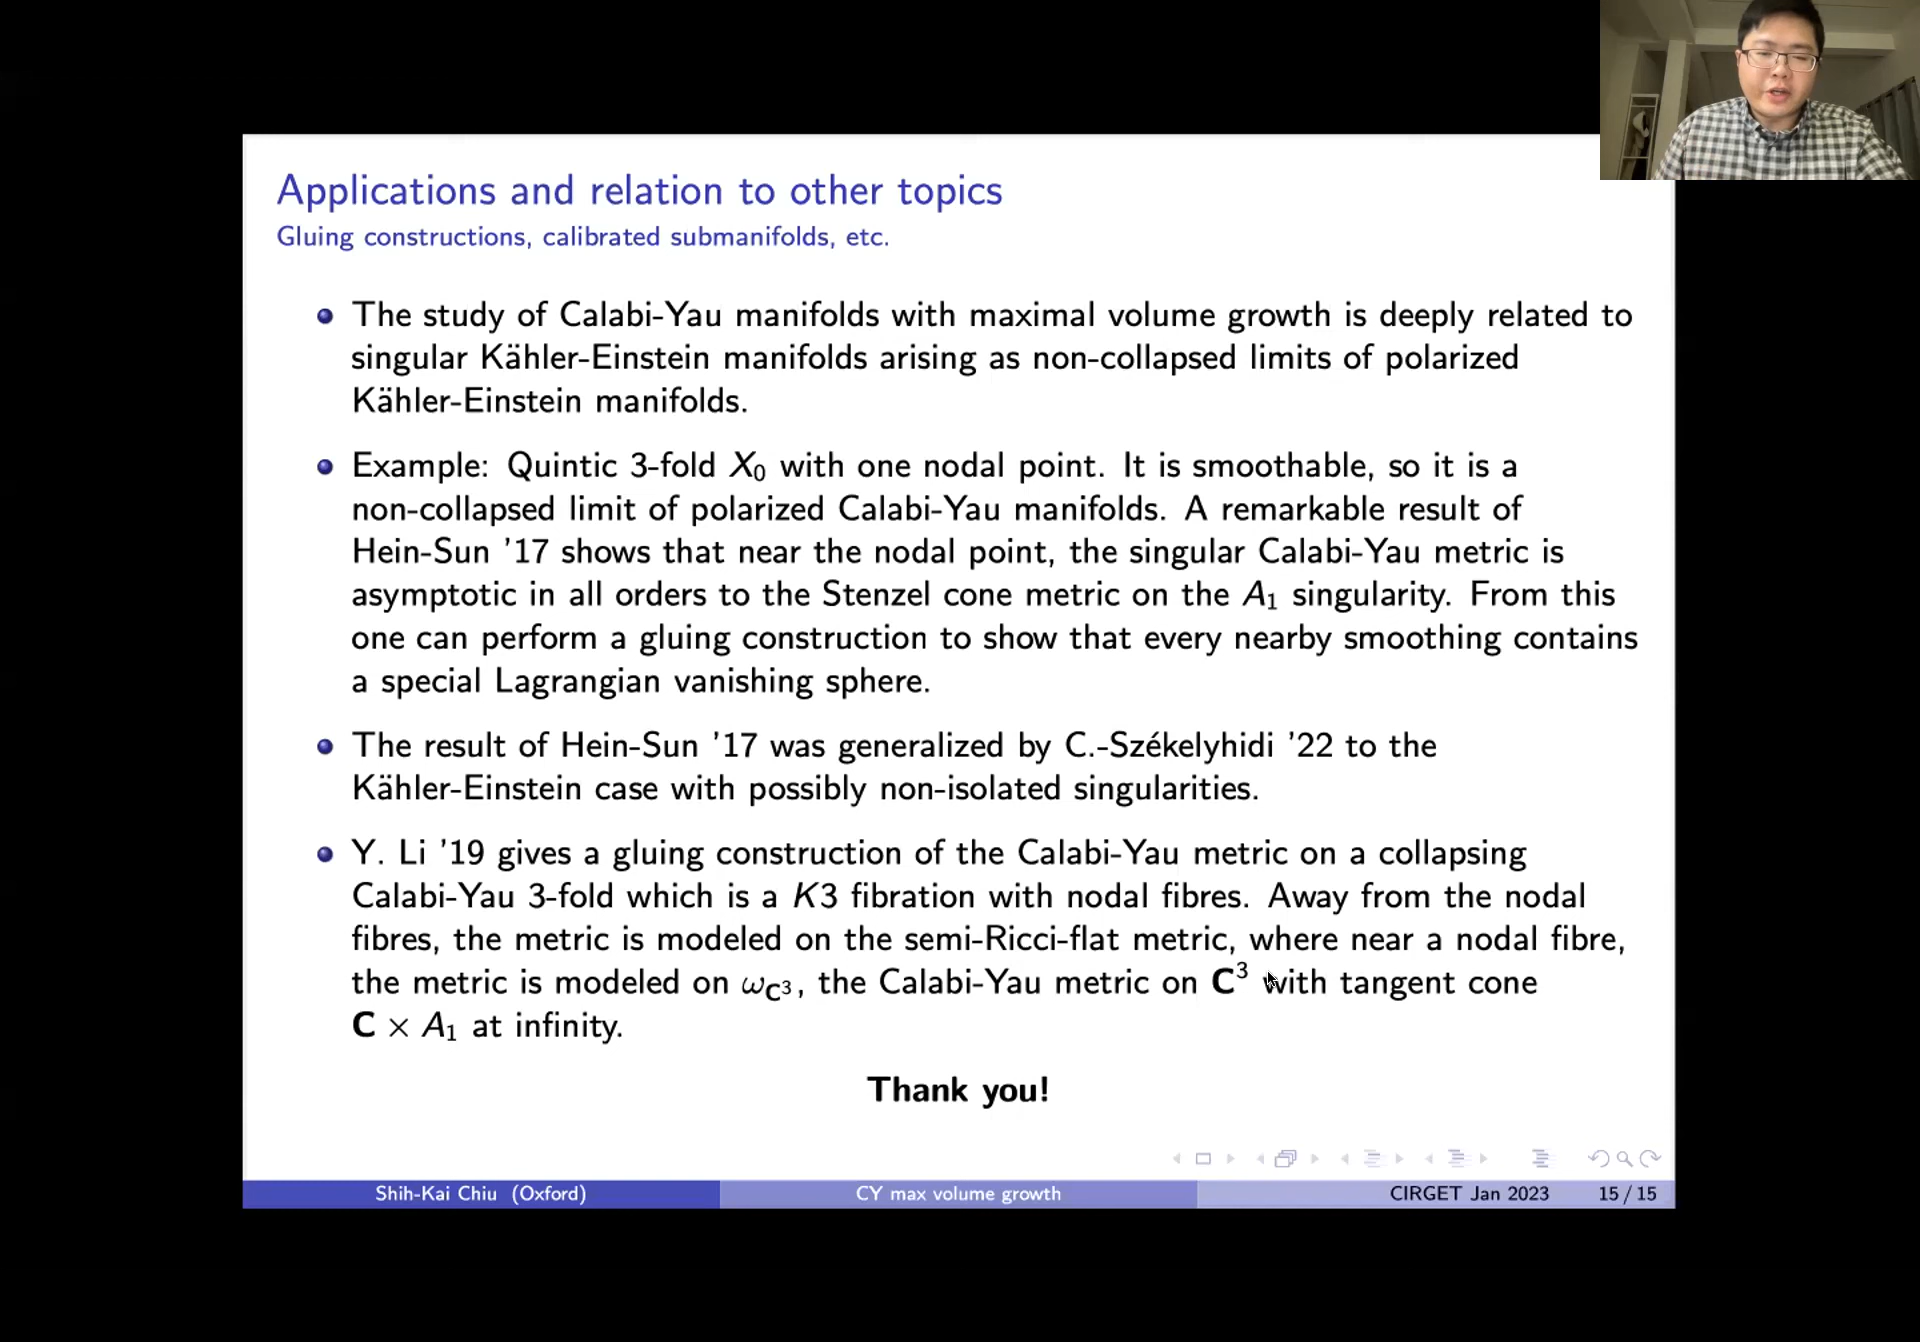 Applications and relation to other topics
Gluing constructions, calibrated submanifolds, etc.
The study of Calabi-Yau manifolds with maximal volume growth is deeply related to
singular Kähler-Einstein manifolds arising as non-collapsed limits of polarized
Kähler-Einstein manifolds.
Example: Quintic 3-fold X₀ with one nodal point. It is smoothable, so it is a
non-collapsed limit of polarized Calabi-Yau manifolds. A remarkable result of
Hein-Sun ’17 shows that near the nodal point, the singular Calabi-Yau metric is
asymptotic in all orders to the Stenzel cone metric on the A₁ singularity. From this
one can perform a gluing construction to show that every nearby smoothing contains
a special Lagrangian vanishing sphere.
The result of Hein-Sun ’17 was generalized by C.-Székelyhidi ’22 to the
Kähler-Einstein case with possibly non-isolated singularities.
Y. Li ’19 gives a gluing construction of the Calabi-Yau metric on a collapsing
Calabi-Yau 3-fold which is a K3 fibration with nodal fibres. Away from the nodal
fibres, the metric is modeled on the semi-Ricci-flat metric, where near a nodal fibre,
the metric is modeled on ω_C³, the Calabi-Yau metric on C³ with tangent cone
C × A₁ at infinity.
Thank you!
Shih-Kai Chiu (Oxford) CY max volume growth CIRGET Jan 2023 15 / 15